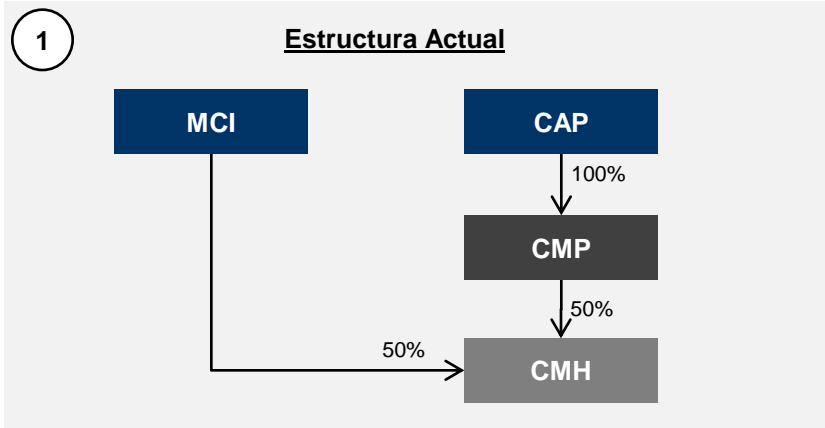 1
Estructura Actual
MCI
CAP
100%
CMP
50%
50%
CMH